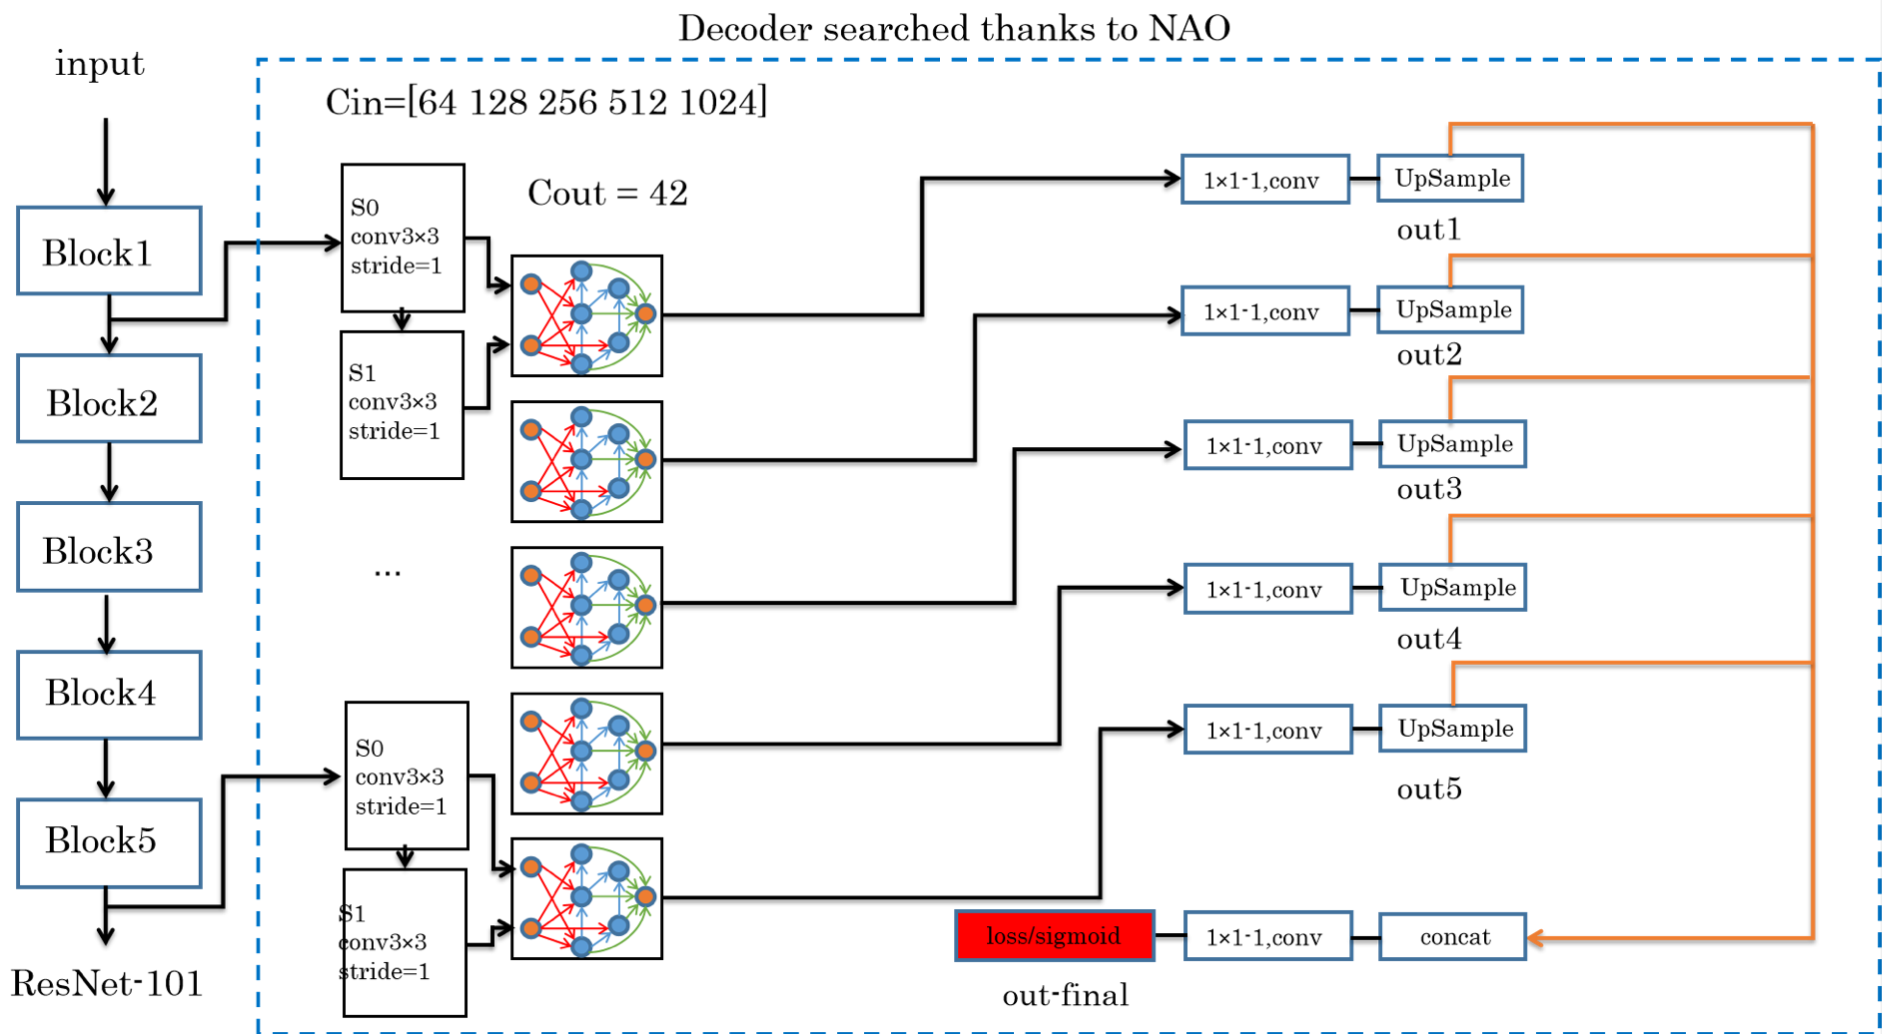 Decoder searched thanks to NAO
input
Cin=[64 128 256 512 1024]
Cout = 42
Block1
Block2
Block3
Block4
Block5
ResNet-101
S0
conv3×3
stride=1
S1
conv3×3
stride=1
...
S0
conv3×3
stride=1
S1
conv3×3
stride=1
1×1-1,conv
UpSample
out1
1×1-1,conv
UpSample
out2
1×1-1,conv
UpSample
out3
1×1-1,conv
UpSample
out4
1×1-1,conv
UpSample
out5
loss/sigmoid
1×1-1,conv
concat
out-final